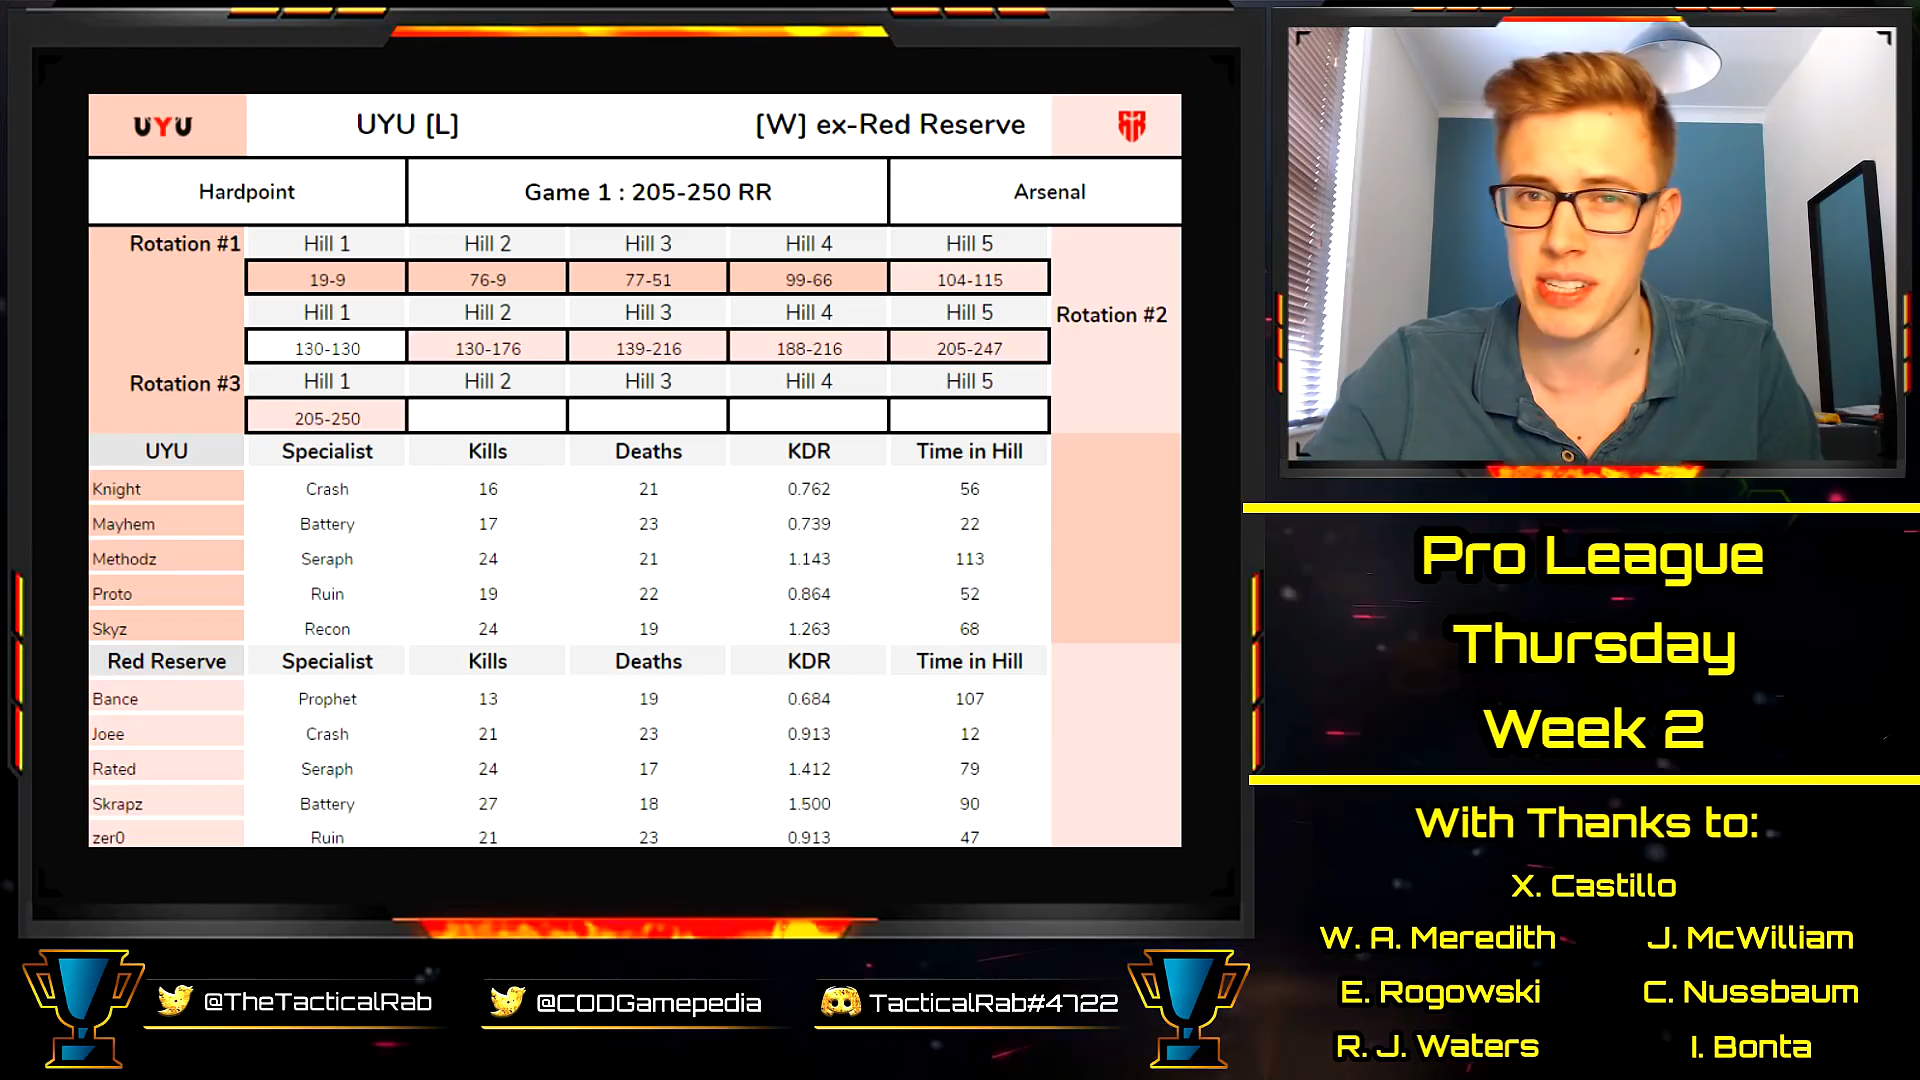 UYU
UYU [L]
[W] ex-Red Reserve
Hardpoint
Game 1 : 205-250 RR
Arsenal
Rotation #1 Hill 1 Hill 2 Hill 3 Hill 4 Hill 5
19-9 76-9 77-51 99-66 104-115
Hill 1 Hill 2 Hill 3 Hill 4 Hill 5 Rotation #2
130-130 130-176 139-216 188-216 205-247
Rotation #3 Hill 1 Hill 2 Hill 3 Hill 4 Hill 5
205-250
UYU Specialist Kills Deaths KDR Time in Hill
Knight Crash 16 21 0.762 56
Mayhem Battery 17 23 0.739 22
Methodz Seraph 24 21 1.143 113
Proto Ruin 19 22 0.864 52
Skyz Recon 24 19 1.263 68
Red Reserve Specialist Kills Deaths KDR Time in Hill
Bance Prophet 13 19 0.684 107
Joee Crash 21 23 0.913 12
Rated Seraph 24 17 1.412 79
Skrapz Battery 27 18 1.500 90
zer0 Ruin 21 23 0.913 47
Pro League
Thursday
Week 2
With Thanks to:
X. Castillo
W. A. Meredith J. McWilliam
E. Rogowski C. Nussbaum
R. J. Waters I. Bonta
@TheTacticalRab @CODGamepedia TacticalRab#4722